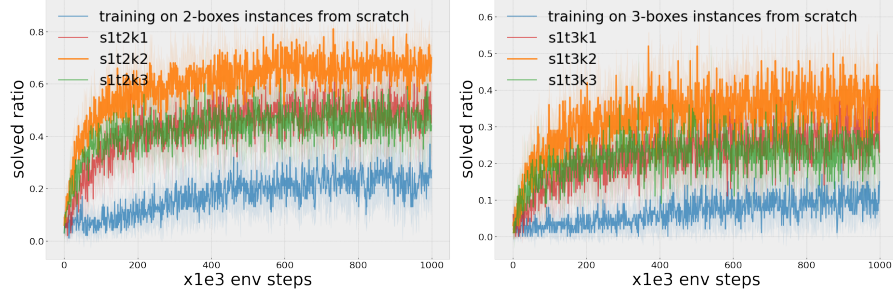 training on 2-boxes instances from scratch
s1t2k1
s1t2k2
s1t2k3
solved ratio
0.8
0.6
0.4
0.2
0.0
0 200 400 600 800 1000
x1e3 env steps
training on 3-boxes instances from scratch
s1t3k1
s1t3k2
s1t3k3
solved ratio
0.6
0.5
0.4
0.3
0.2
0.1
0.0
0 200 400 600 800 1000
x1e3 env steps